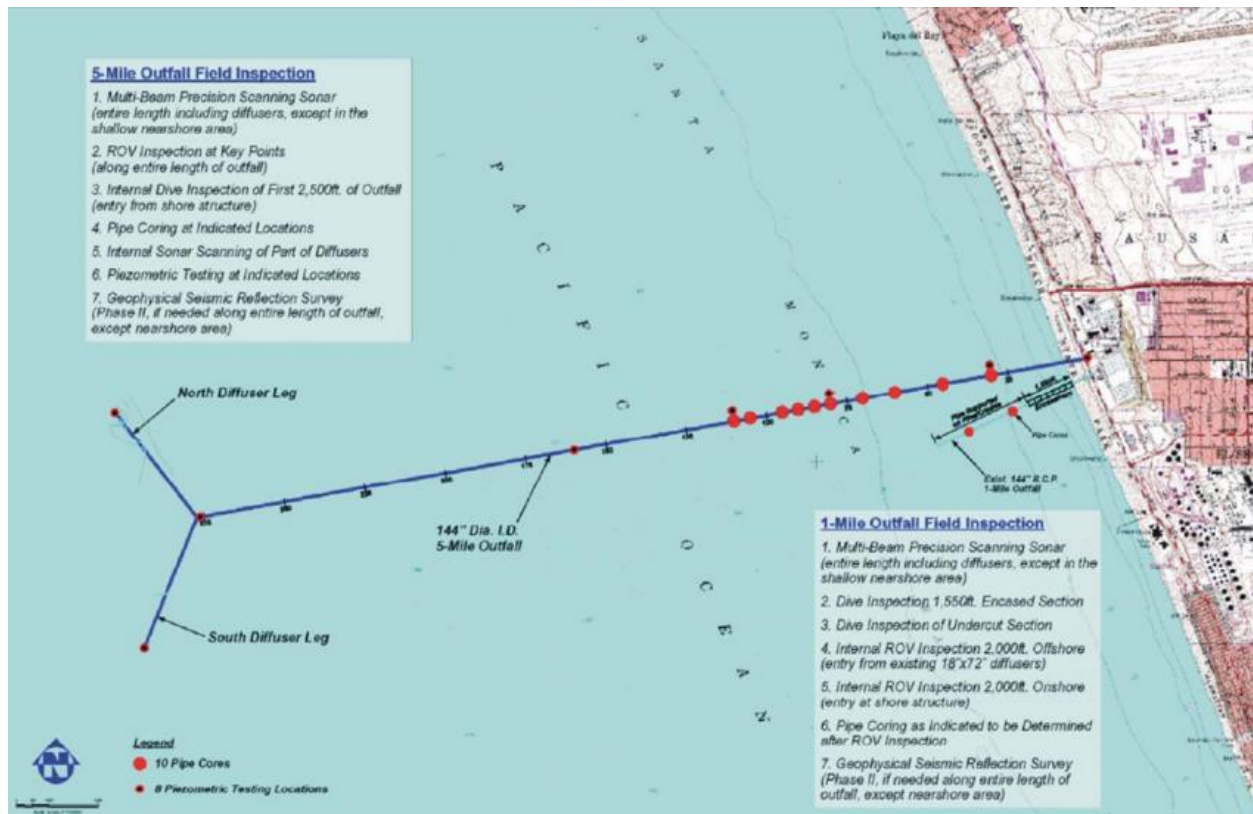 Playa del Rey
5-Mile Outfall Field Inspection
1. Multi-Beam Precision Scanning Sonar
(entire length including diffusers, except in the
shallow nearshore area)
2. ROV Inspection at Key Points
(along entire length of outfall)
3. Internal Dive Inspection of First 2,500ft. of Outfall
(entry from shore structure)
4. Pipe Coring at Indicated Locations
5. Internal Sonar Scanning of Part of Diffusers
6. Piezometric Testing at Indicated Locations
7. Geophysical Seismic Reflection Survey
(Phase II, if needed along entire length of outfall,
except nearshore area)
SANTA MONICA
PACIFIC OCEAN
SAUSA
North Diffuser Leg
South Diffuser Leg
144" Dia. I.D.
5-Mile Outfall
Pipe Cores
Exist. 144" R.C.P.
1-Mile Outfall
1-Mile Outfall Field Inspection
1. Multi-Beam Precision Scanning Sonar
(entire length including diffusers, except in the
shallow nearshore area)
2. Dive Inspection 1,550ft. Encased Section
3. Dive Inspection of Undercut Section
4. Internal ROV Inspection 2,000ft. Offshore
(entry from existing 18"x72" diffusers)
5. Internal ROV Inspection 2,000ft. Onshore
(entry at shore structure)
6. Pipe Coring as Indicated to be Determined
after ROV Inspection
7. Geophysical Seismic Reflection Survey
(Phase II, if needed along entire length of
outfall, except nearshore area)
N
Legend
10 Pipe Cores
8 Piezometric Testing Locations